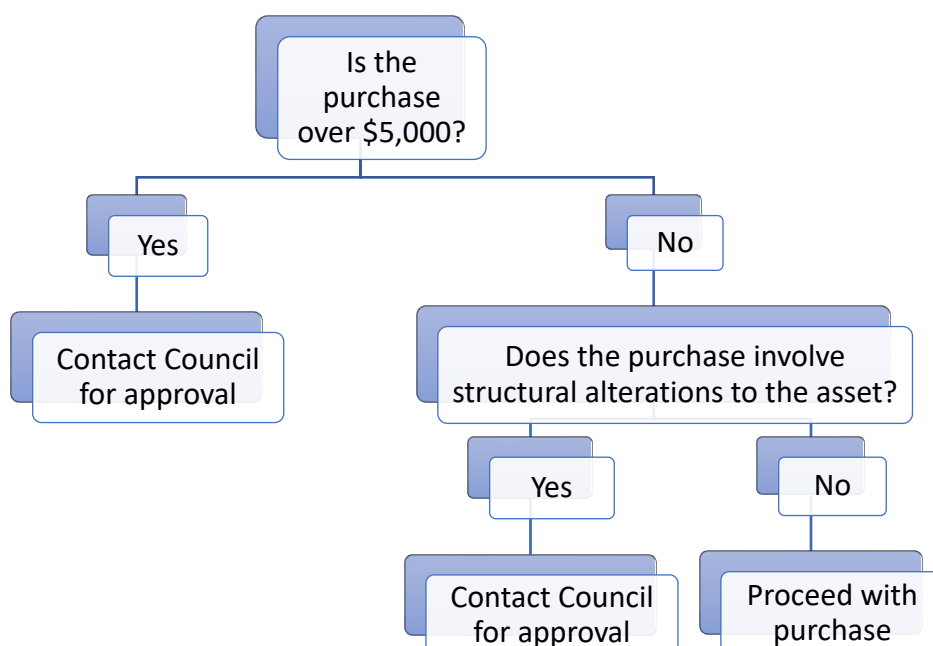 Is the
purchase
over $5,000?
Yes
No
Contact Council
for approval
Does the purchase involve
structural alterations to the asset?
Yes
No
Contact Council
for approval
Proceed with
purchase